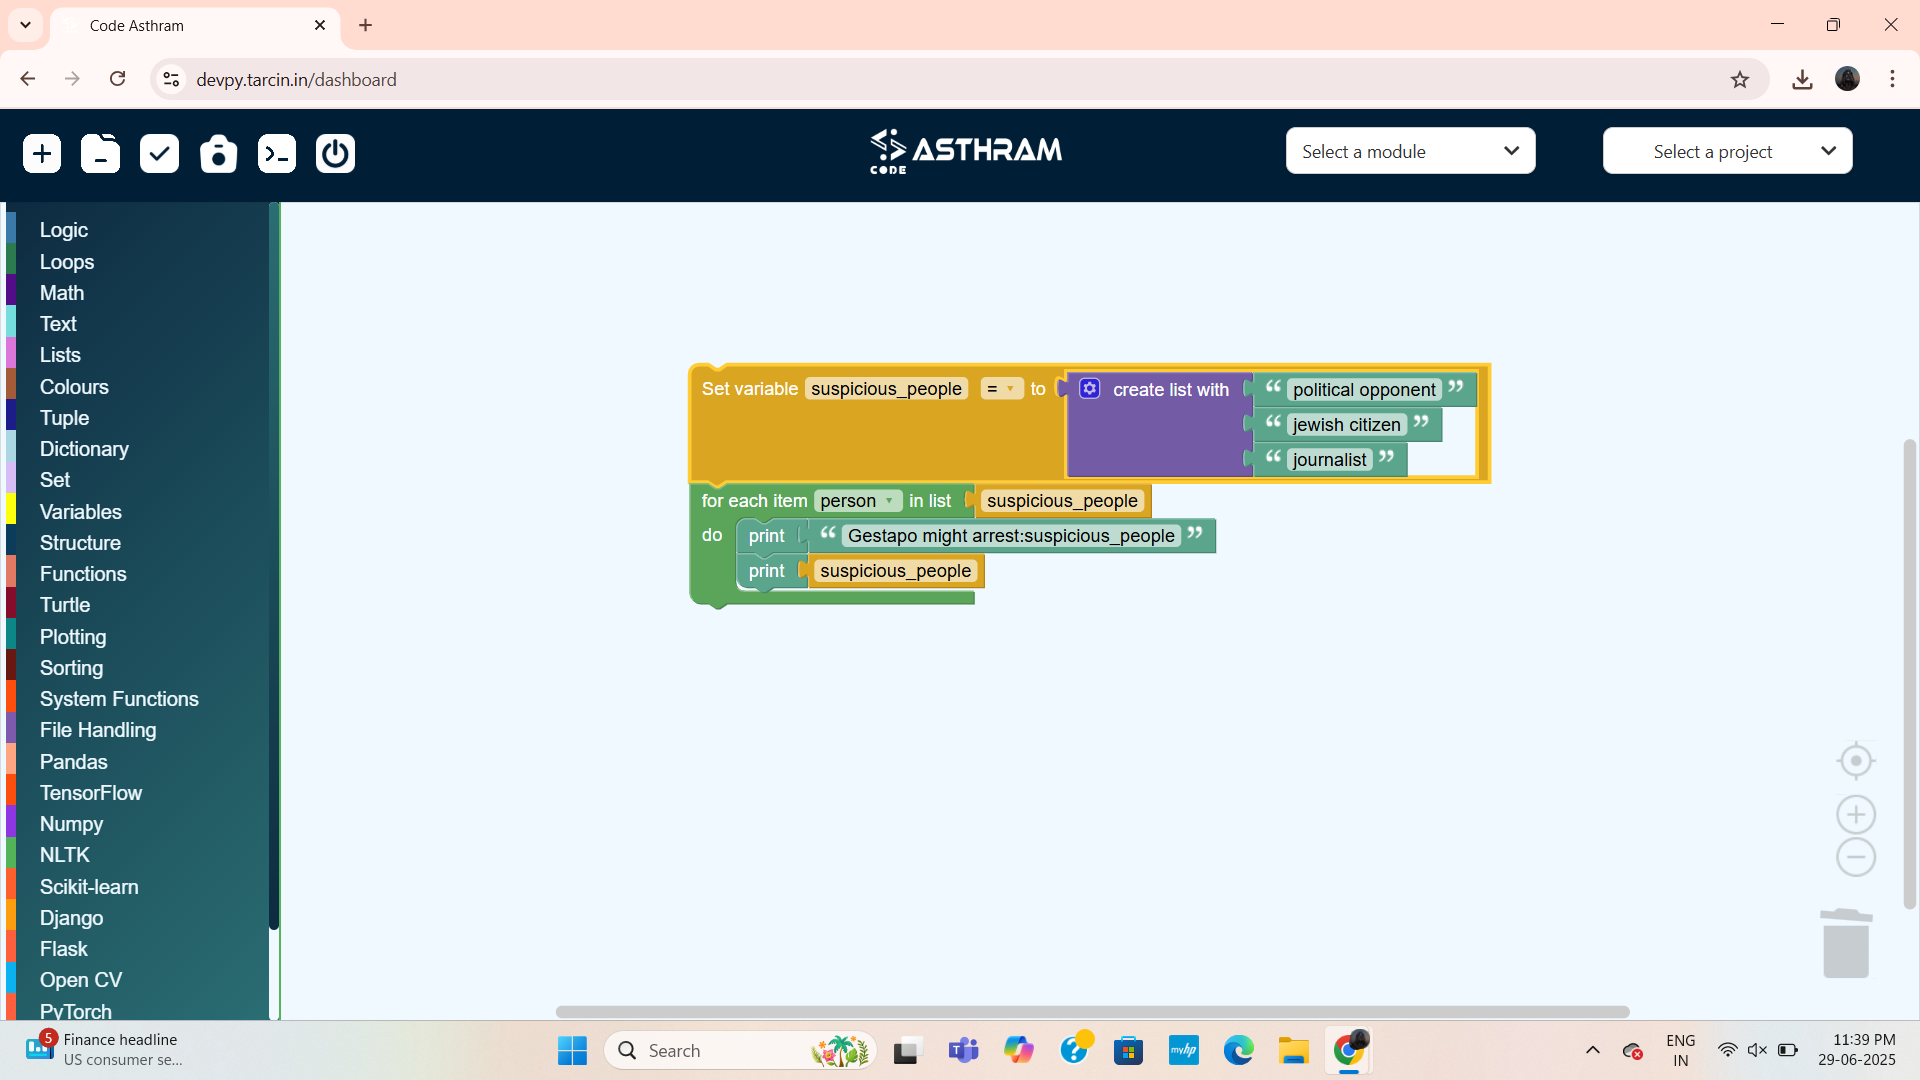 Code Asthram
devpy.tarcin.in/dashboard
CODE ASTHRAM
Select a module
Select a project
Logic
Loops
Math
Text
Lists
Colours
Tuple
Dictionary
Set
Variables
Structure
Functions
Turtle
Plotting
Sorting
System Functions
File Handling
Pandas
TensorFlow
Numpy
NLTK
Scikit-learn
Django
Flask
Open CV
PyTorch
Set variable suspicious_people = to create list with “ political opponent ”
“ jewish citizen ”
“ journalist ”
for each item person in list suspicious_people
do print “ Gestapo might arrest:suspicious_people ”
print suspicious_people
5
Finance headline
US consumer se...
Search
myhp
ENG
IN
11:39 PM
29-06-2025